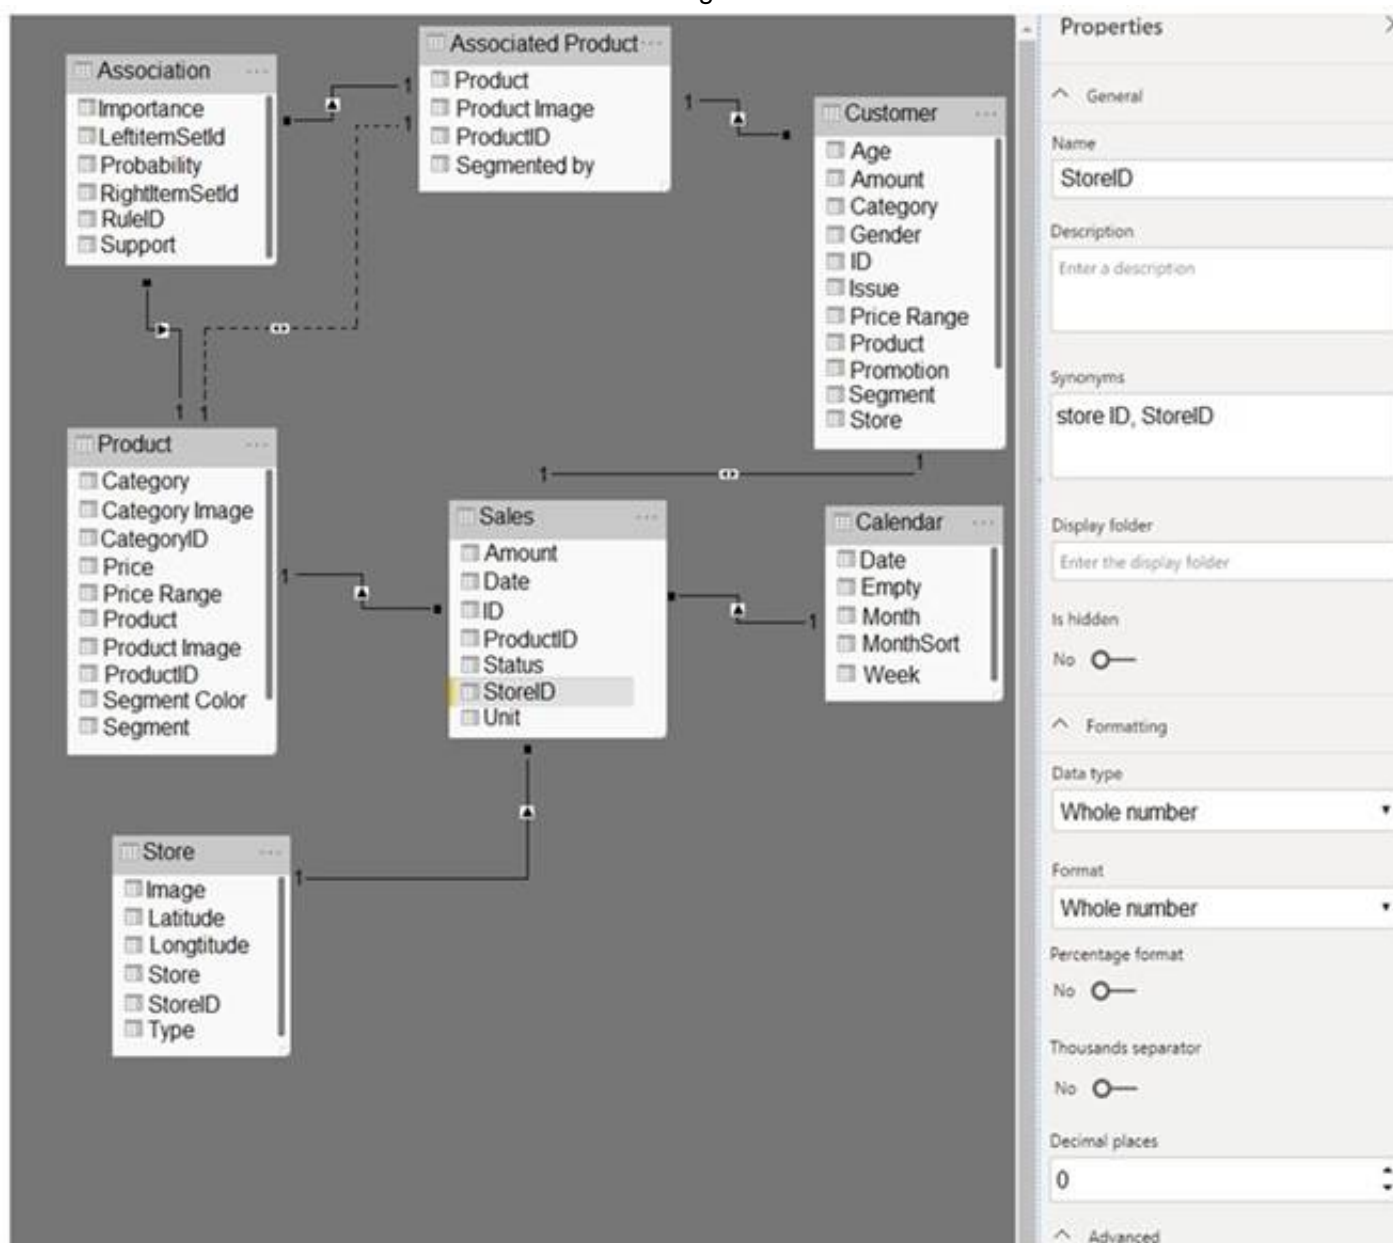 Associated Product
Product
Product Image
ProductID
Segmented by
Association
Importance
LeftitemSetId
Probability
RightItemSetId
RuleID
Support
Customer
Age
Amount
Category
Gender
ID
Issue
Price Range
Product
Promotion
Segment
Store
1
1
1
1
1
1
1
Product
Category
Category Image
CategoryID
Price
Price Range
Product
Product Image
ProductID
Segment Color
Segment
1
Sales
Amount
Date
ID
ProductID
Status
StoreID
Unit
1
Calendar
Date
Empty
Month
MonthSort
Week
Store
Image
Latitude
Longtitude
Store
StoreID
Type
1
Properties
General
Name
StoreID
Description
Enter a description
Synonyms
store ID, StoreID
Display folder
Enter the display folder
Is hidden
No
Formatting
Data type
Whole number
Format
Whole number
Percentage format
No
Thousands separator
No
Decimal places
0
Advanced